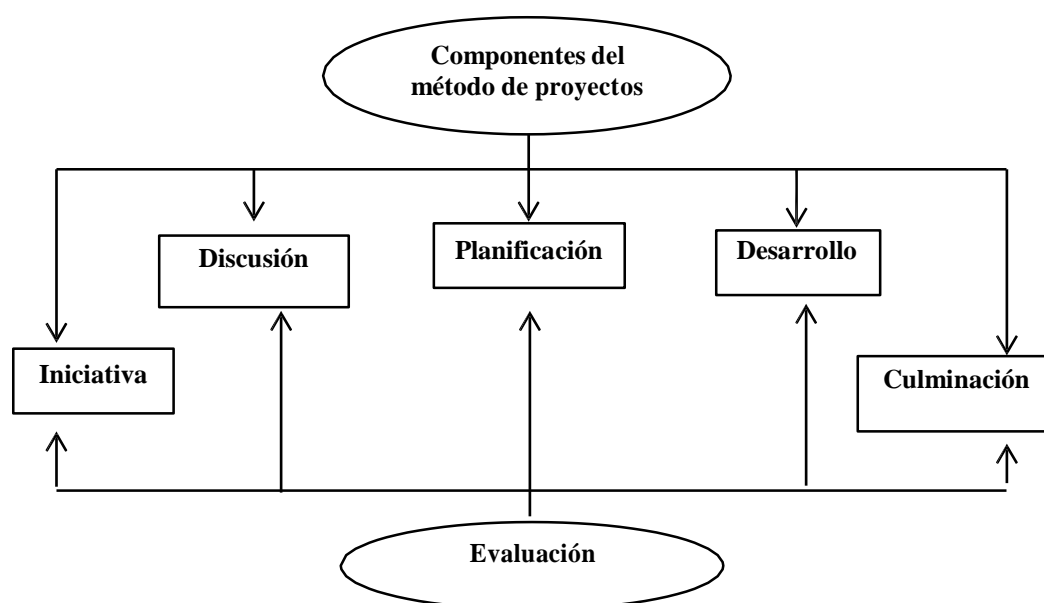 Componentes del
método de proyectos
Discusión
Planificación
Desarrollo
Iniciativa
Culminación
Evaluación